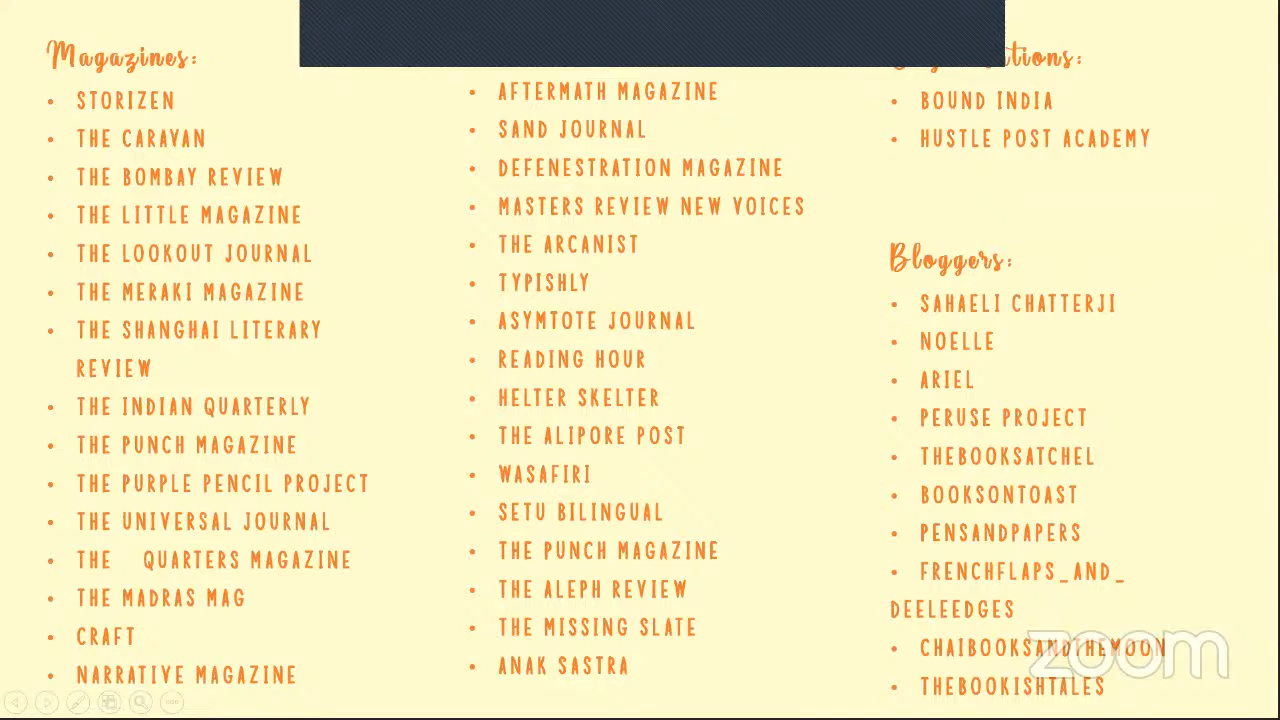 Magazines:
• STORIZEN
• THE CARAVAN
• THE BOMBAY REVIEW
• THE LITTLE MAGAZINE
• THE LOOKOUT JOURNAL
• THE MERAKI MAGAZINE
• THE SHANGHAI LITERARY
REVIEW
• THE INDIAN QUARTERLY
• THE PUNCH MAGAZINE
• THE PURPLE PENCIL PROJECT
• THE UNIVERSAL JOURNAL
• THE QUARTERS MAGAZINE
• THE MADRAS MAG
• CRAFT
• NARRATIVE MAGAZINE
• AFTERMATH MAGAZINE
• SAND JOURNAL
• DEFENESTRATION MAGAZINE
• MASTERS REVIEW NEW VOICES
• THE ARCANIST
• TYPISHLY
• ASYMTOTE JOURNAL
• READING HOUR
• HELTER SKELTER
• THE ALIPORE POST
• WASAFIRI
• SETU BILINGUAL
• THE PUNCH MAGAZINE
• THE ALEPH REVIEW
• THE MISSING SLATE
• ANAK SASTRA
• BOUND INDIA
• HUSTLE POST ACADEMY
Bloggers:
• SAHAELI CHATTERJI
• NOELLE
• ARIEL
• PERUSE PROJECT
• THEBOOKSATCHEL
• BOOKSONTOAST
• PENSANDPAPERS
• FRENCHFLAPS_AND_
DEELEEDGES
• CHAIBOOKSANDTHEMOON
• THEBOOKISHTALES
zoom